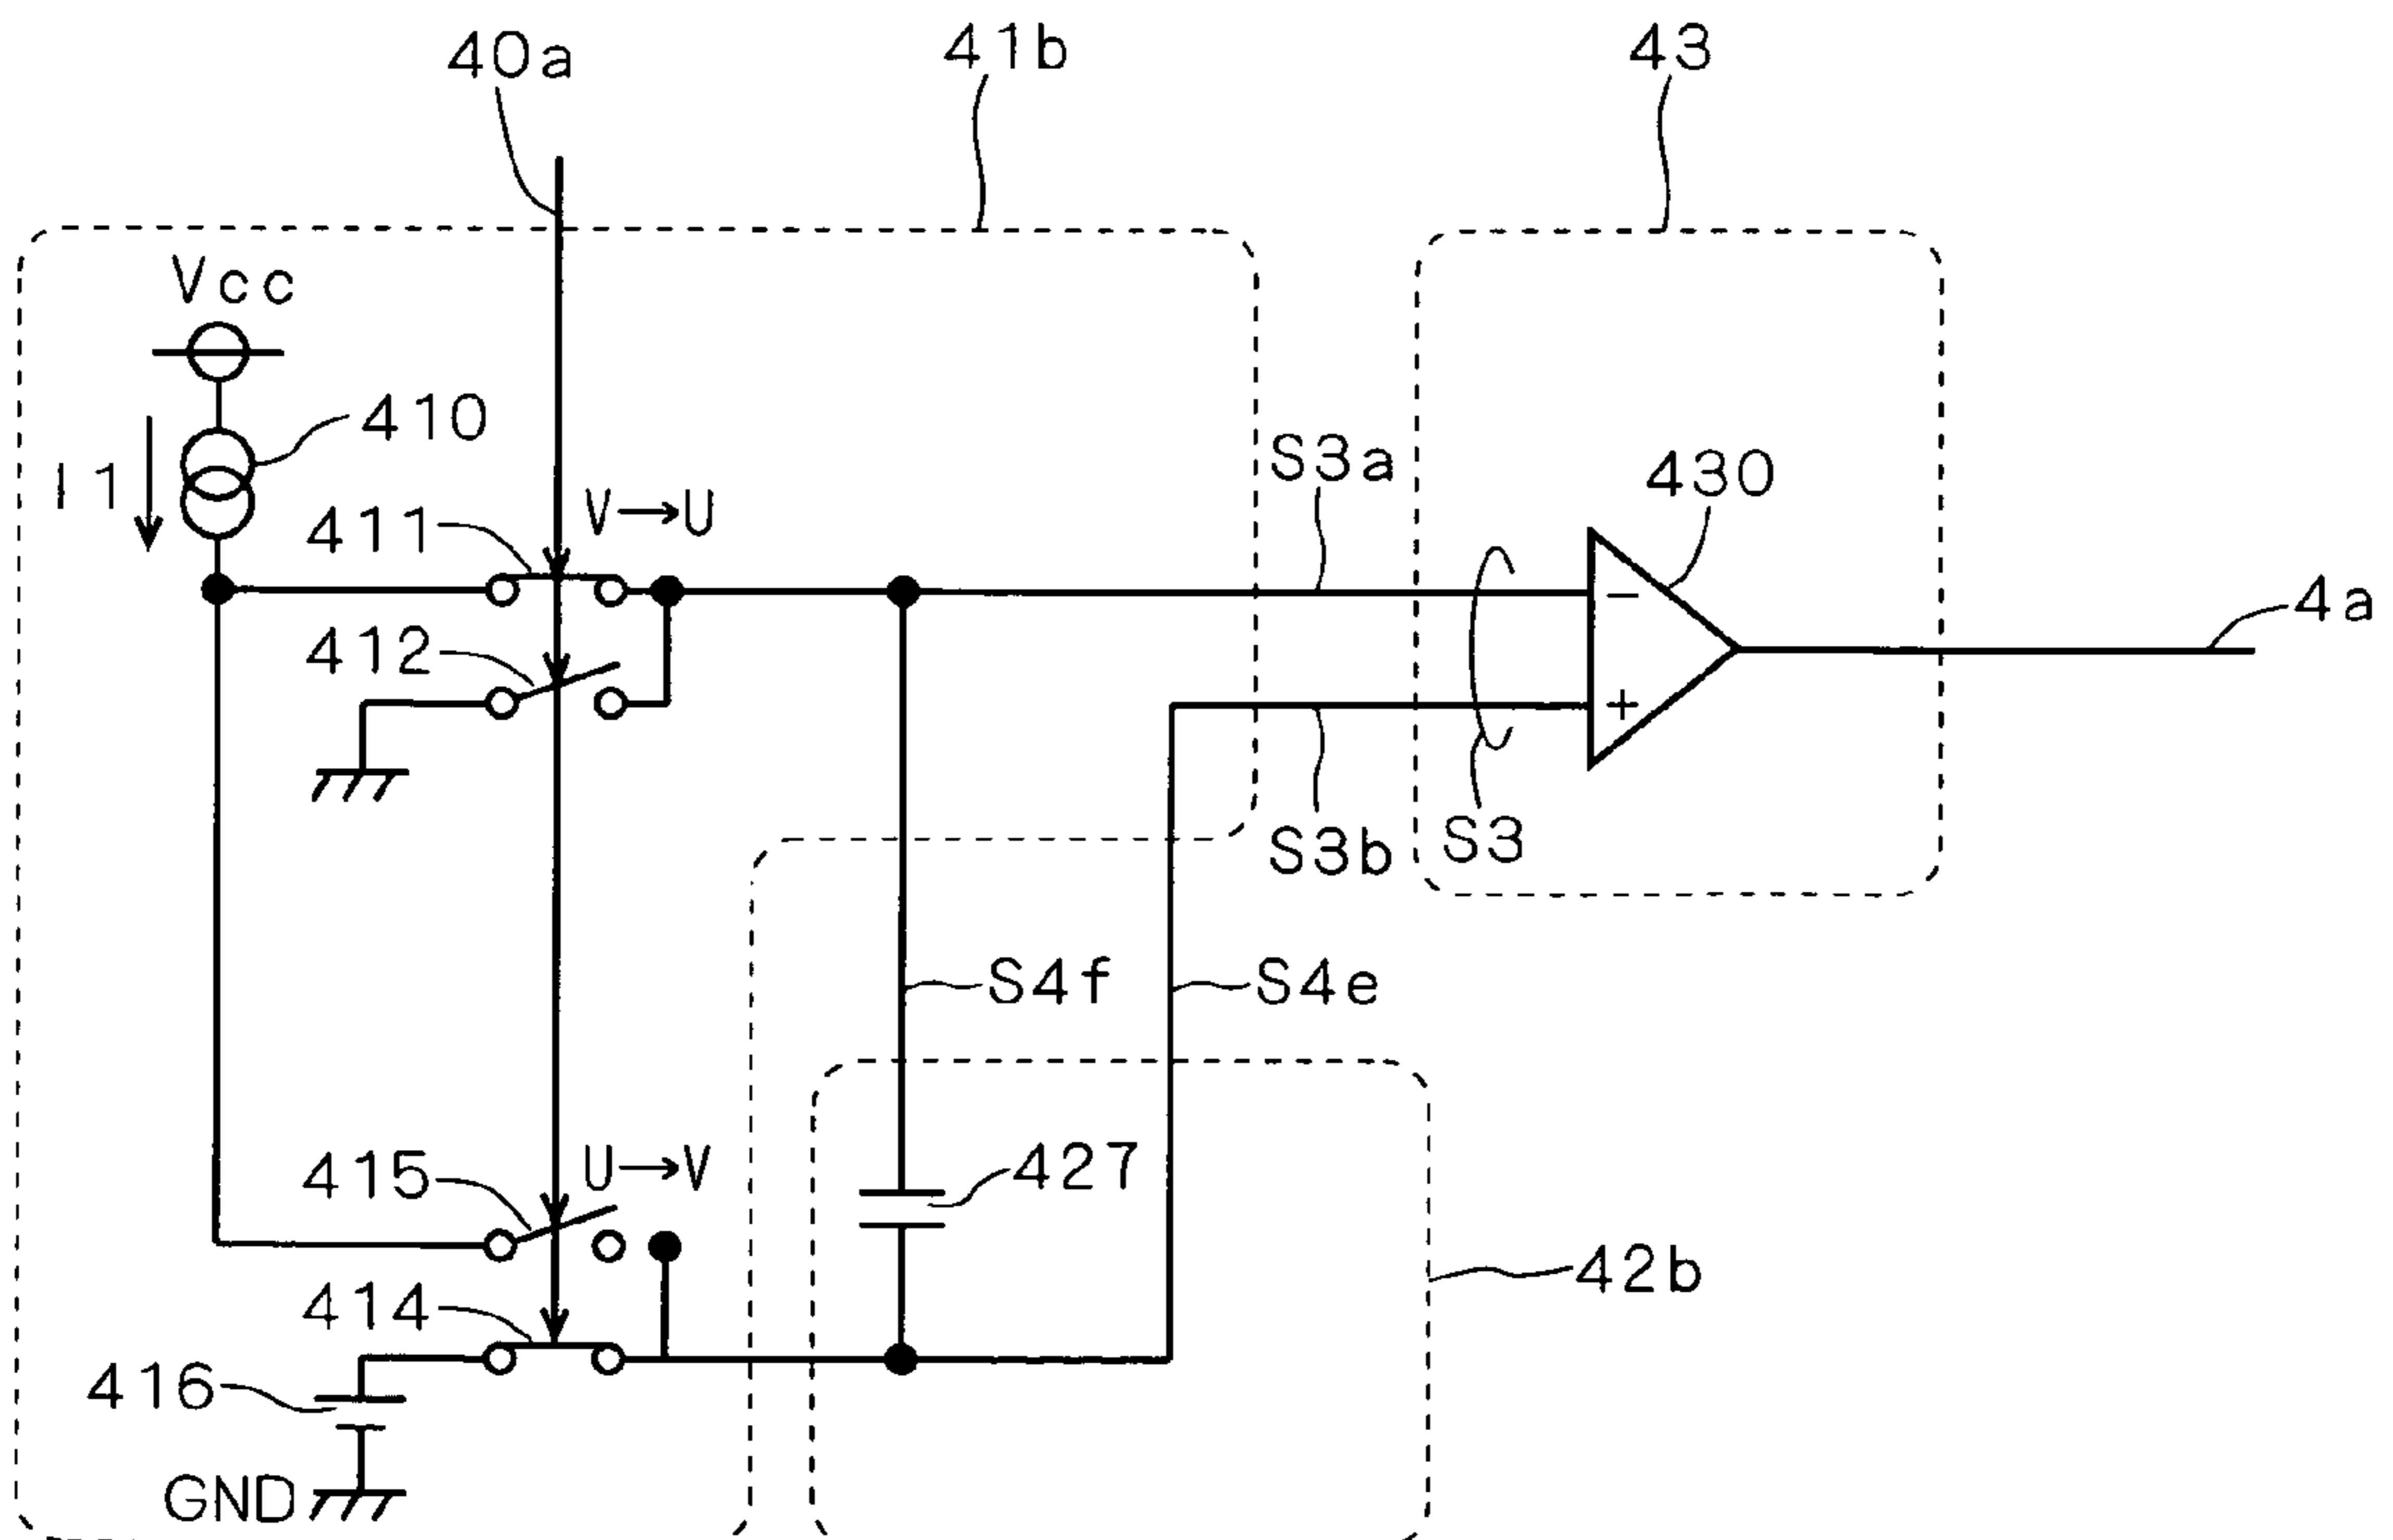 40a
41b
43
Vcc
410
I1
411
V→U
S3a
430
4a
412
-
+
S3b
S3
S4f
S4e
415
U→V
427
42b
414
416
GND